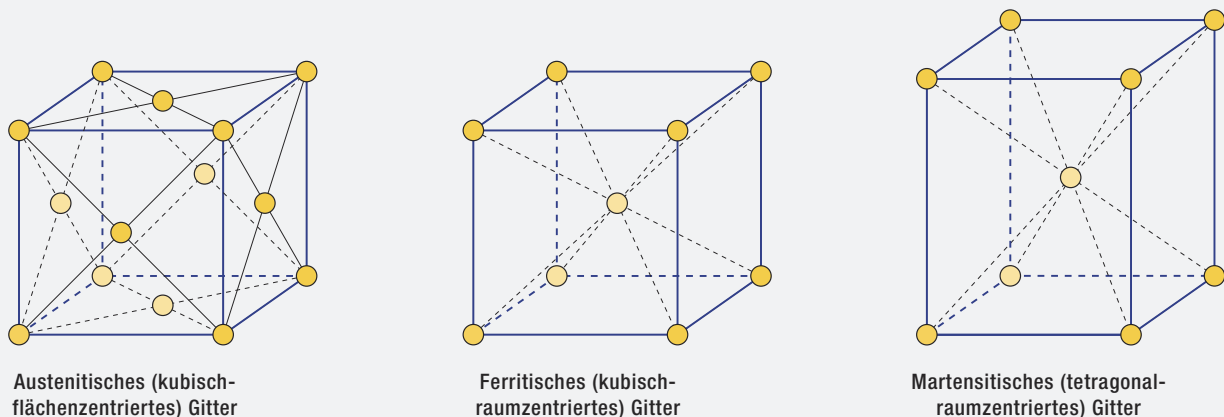 Austenitisches (kubisch-
flächenzentriertes) Gitter
Ferritisches (kubisch-
raumzentriertes) Gitter
Martensitisches (tetragonal-
raumzentriertes) Gitter